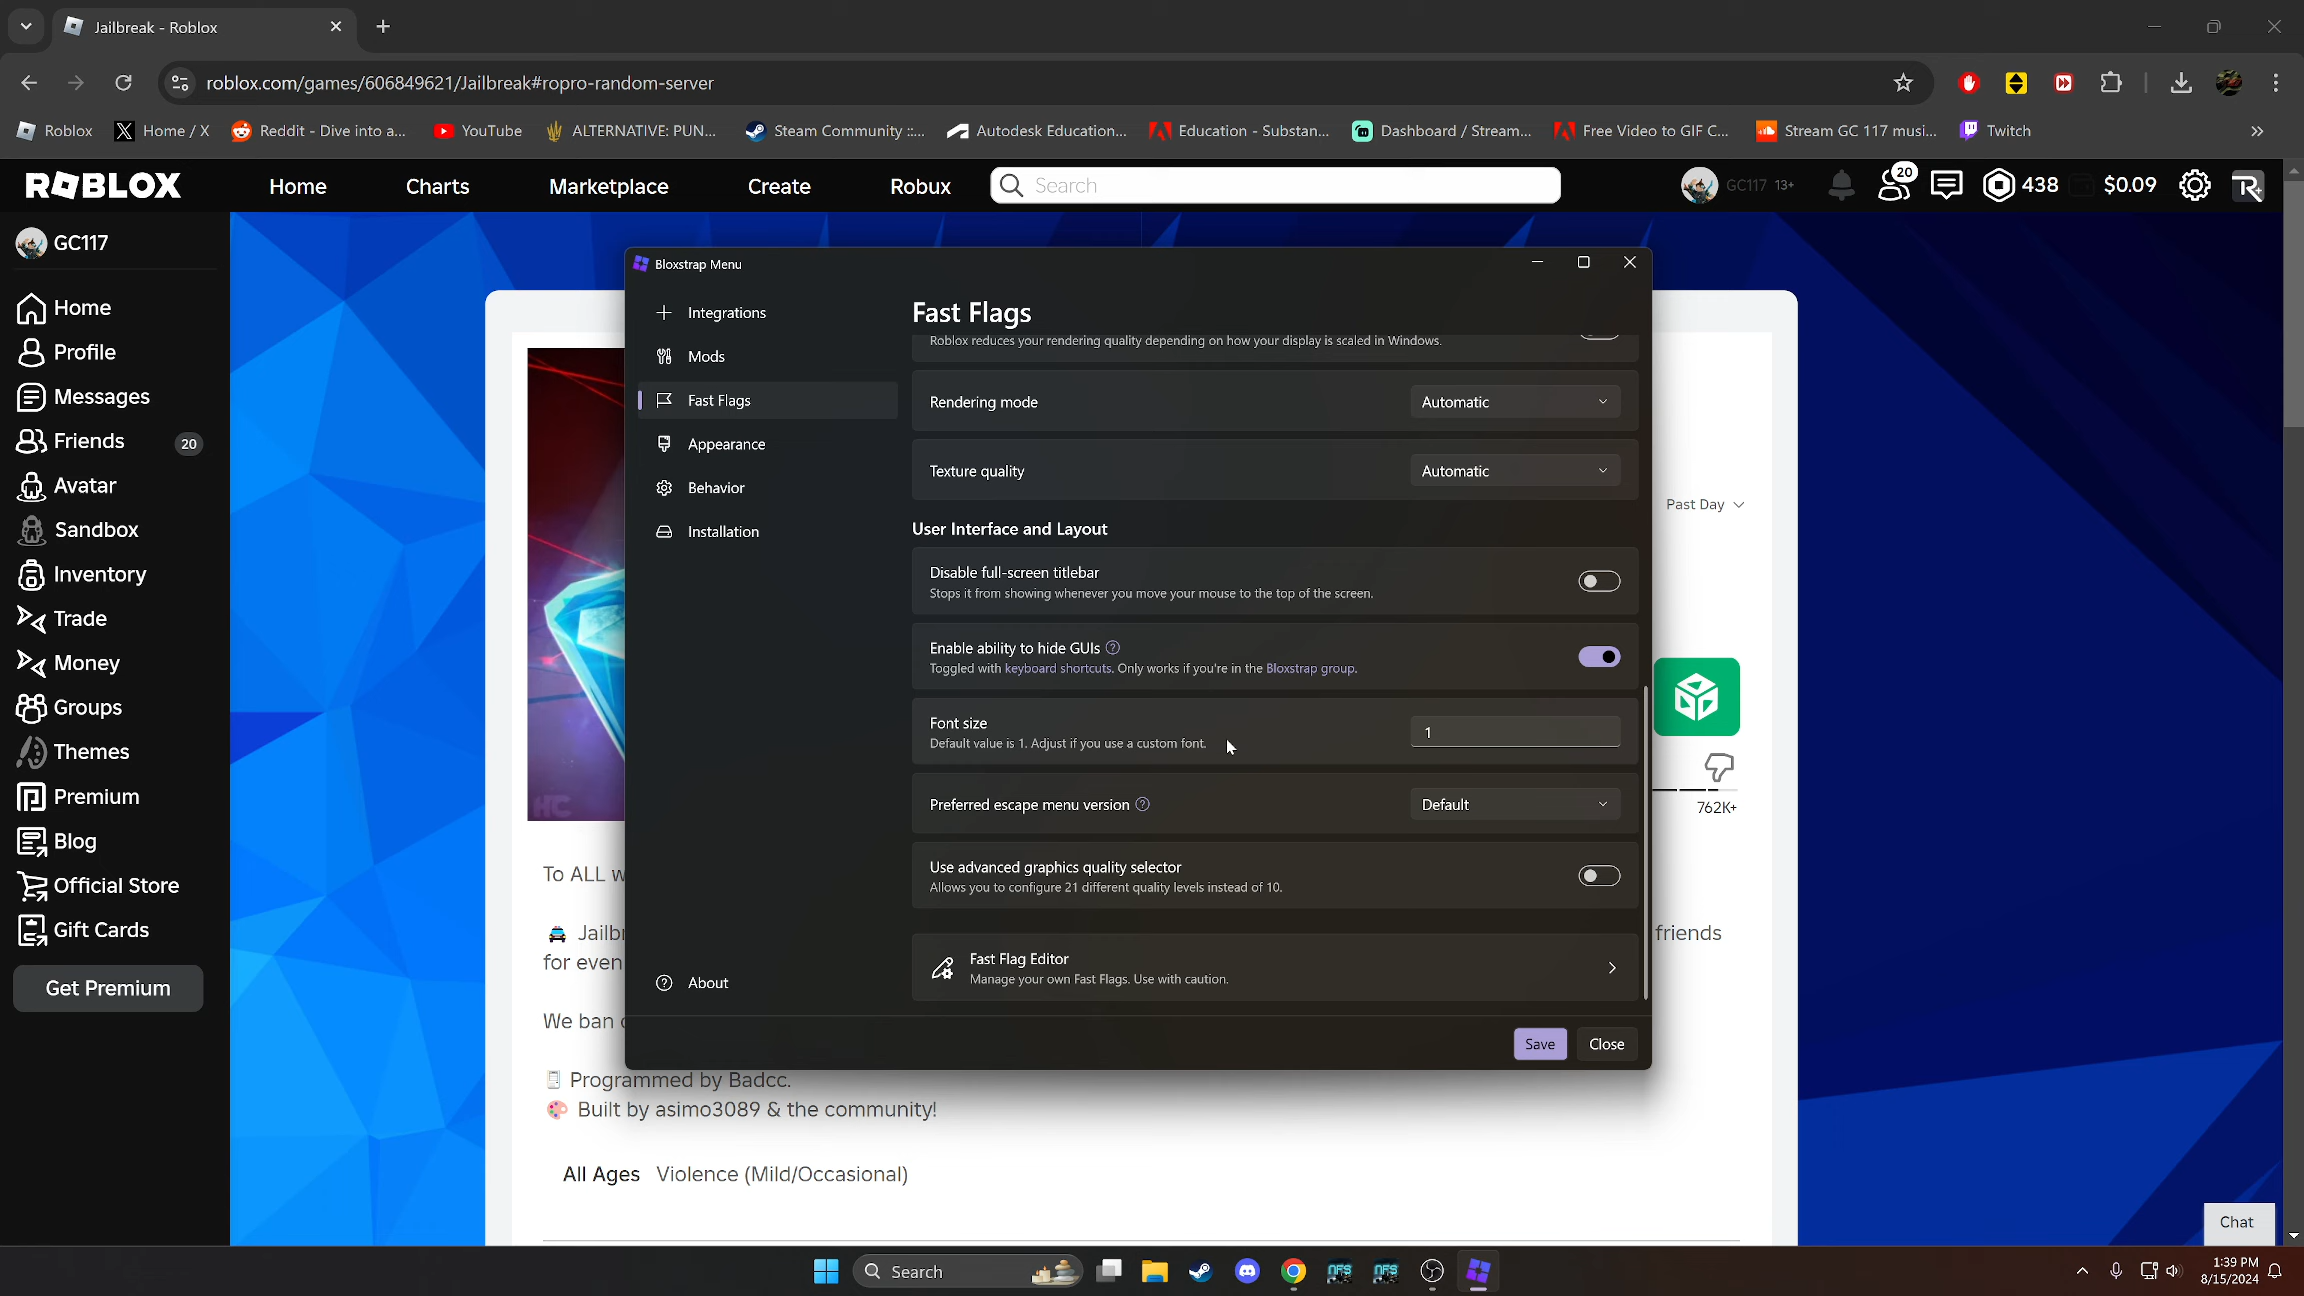 Jailbreak - Roblox
roblox.com/games/606849621/Jailbreak#ropro-random-server
Roblox
Home / X
Reddit - Dive into a...
YouTube
ALTERNATIVE: PUN...
Steam Community ::...
Autodesk Education...
Education - Substan...
Dashboard / Stream...
Free Video to GIF C...
Stream GC 117 musi...
Twitch
ROBLOX
Home
Charts
Marketplace
Create
Robux
Search
GC117 13+
20
438
$0.09
R+
GC117
Home
Profile
Messages
Friends
20
Avatar
Sandbox
Inventory
Trade
Money
Groups
Themes
Premium
Blog
Official Store
Gift Cards
Get Premium
Bloxstrap Menu
Integrations
Mods
Fast Flags
Appearance
Behavior
Installation
About
Fast Flags
Roblox reduces your rendering quality depending on how your display is scaled in Windows.
Rendering mode
Automatic
Texture quality
Automatic
User Interface and Layout
Disable full-screen titlebar
Stops it from showing whenever you move your mouse to the top of the screen.
Enable ability to hide GUIs
Toggled with keyboard shortcuts. Only works if you're in the Bloxstrap group.
Font size
Default value is 1. Adjust if you use a custom font.
1
Preferred escape menu version
Default
Use advanced graphics quality selector
Allows you to configure 21 different quality levels instead of 10.
Fast Flag Editor
Manage your own Fast Flags. Use with caution.
Save
Close
Past Day
762K+
HC
To ALL w
Jailbr
friends
for even
We ban
Programmed by Badcc.
Built by asimo3089 & the community!
All Ages Violence (Mild/Occasional)
Chat
Search
NFS
NFS
1:39 PM
8/15/2024